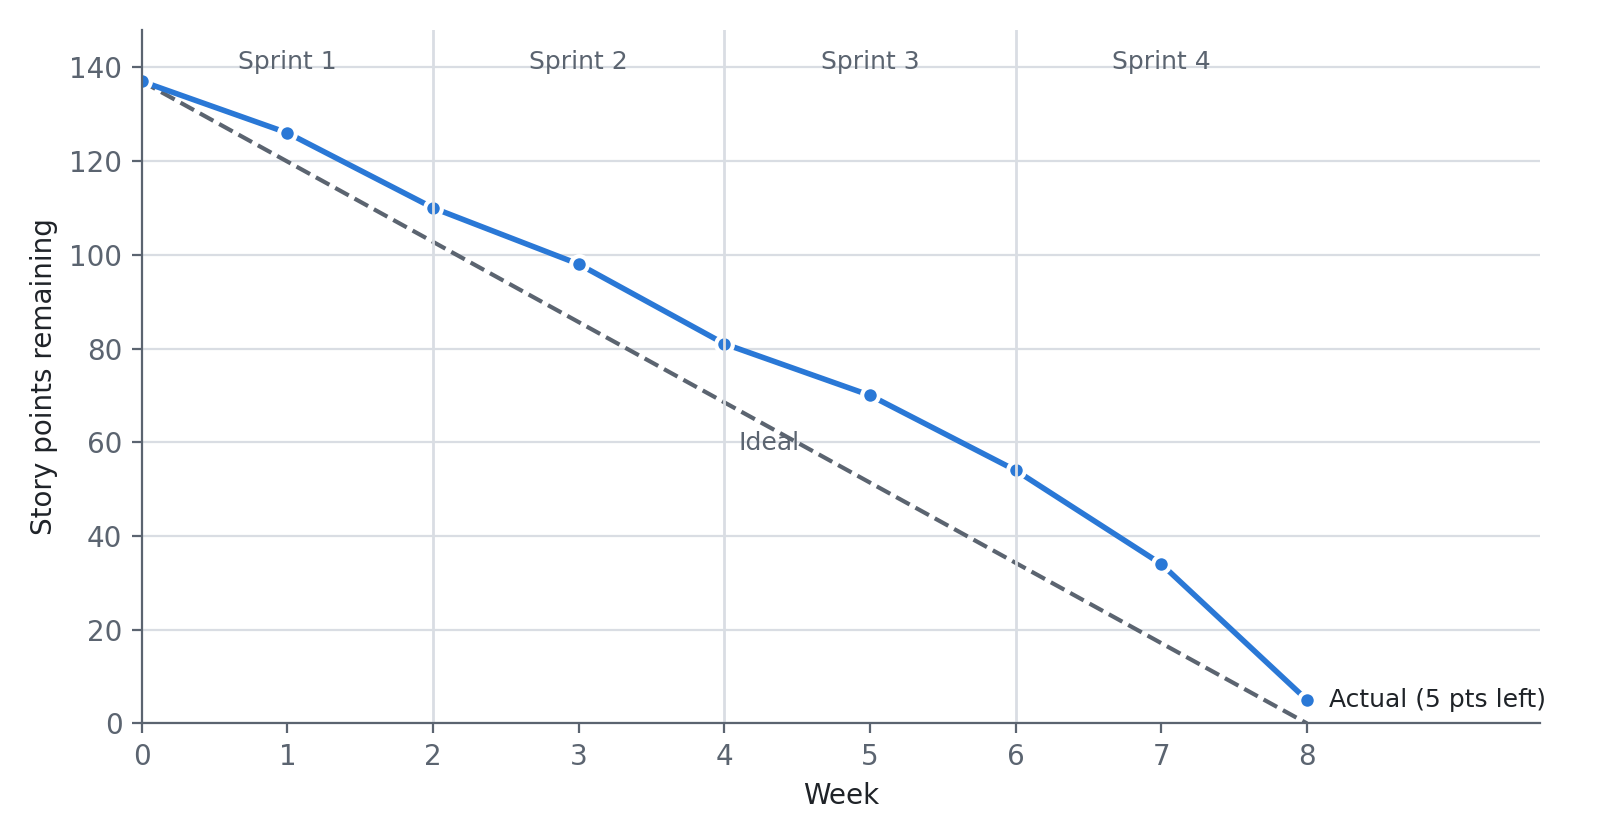 Sprint 1
Sprint 2
Sprint 3
Sprint 4
140
120
100
80
60
40
20
0
Story points remaining
Ideal
Actual (5 pts left)
0
1
2
3
4
5
6
7
8
Week